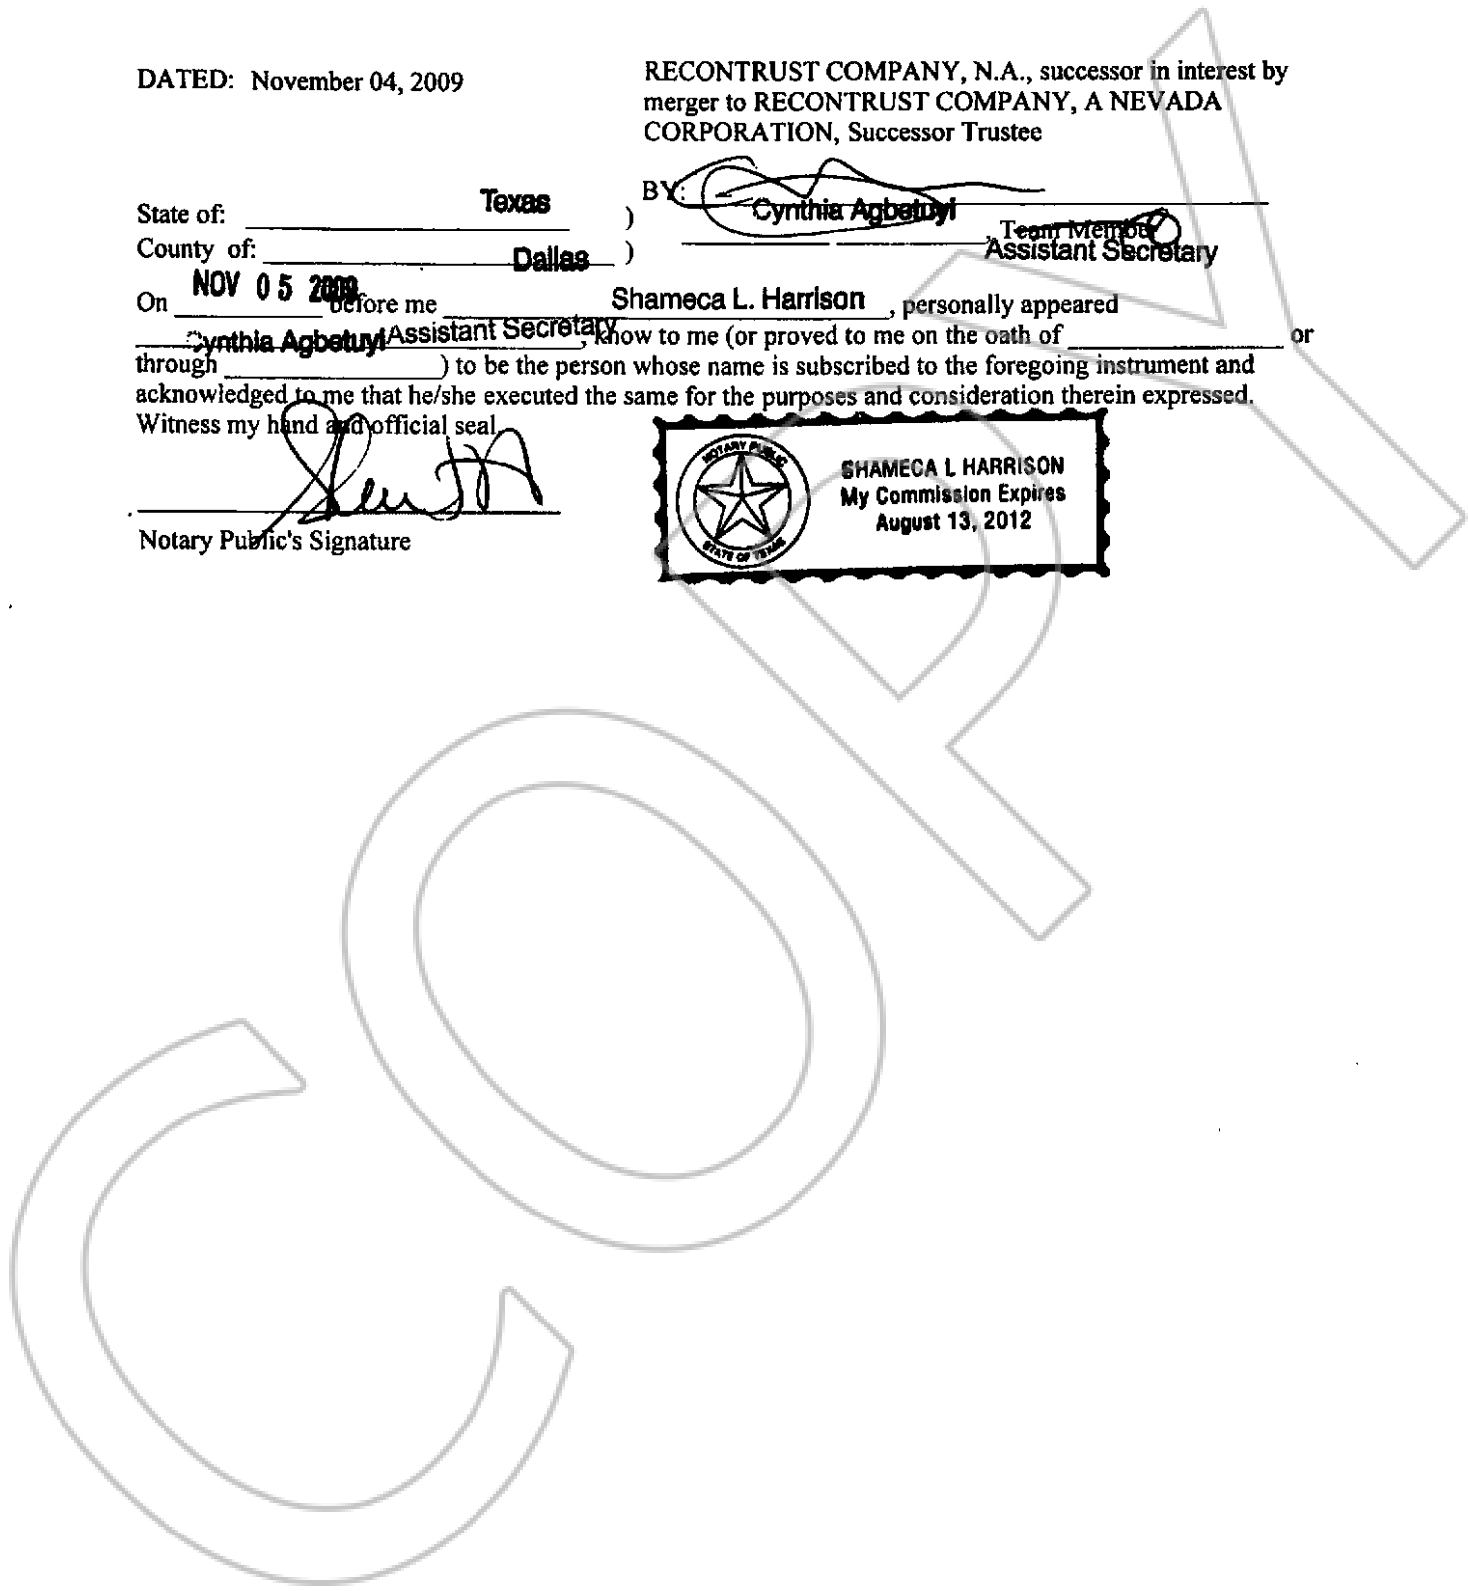 DATED: November 04, 2009
RECONTRUST COMPANY, N.A., successor in interest by
merger to RECONTRUST COMPANY, A NEVADA
CORPORATION, Successor Trustee
BY:
Cynthia Agbetuyi
, Team Member
Assistant Secretary
State of: Texas )
County of: Dallas )
On NOV 05 2009 before me Shameca L. Harrison, personally appeared
Cynthia Agbetuyi Assistant Secretary, know to me (or proved to me on the oath of ___ or
through ___ ) to be the person whose name is subscribed to the foregoing instrument and
acknowledged to me that he/she executed the same for the purposes and consideration therein expressed.
Witness my hand and official seal.
Notary Public's Signature
NOTARY PUBLIC
STATE OF TEXAS
SHAMECA L HARRISON
My Commission Expires
August 13, 2012
COPY